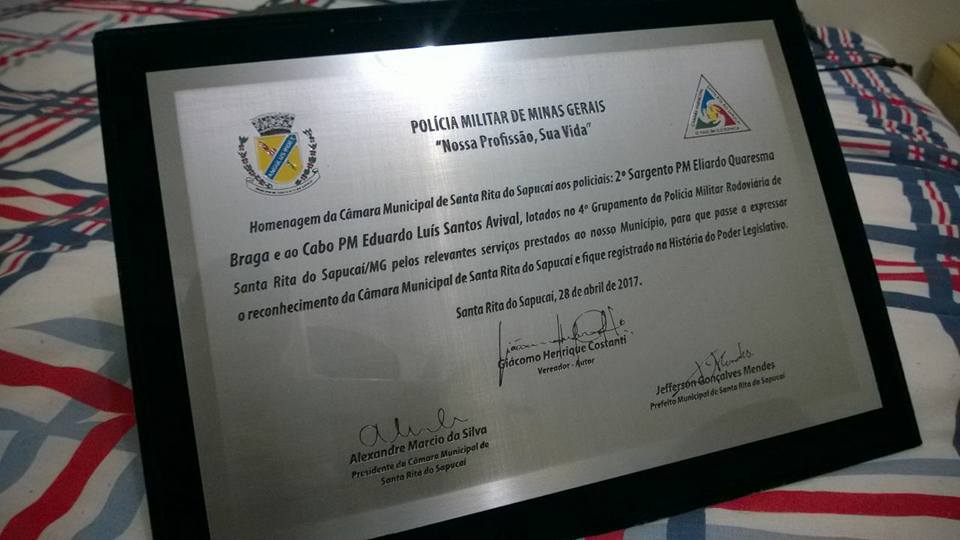 POLÍCIA MILITAR DE MINAS GERAIS
"Nossa Profissão, Sua Vida"
Homenagem da Câmara Municipal de Santa Rita do Sapucaí aos policiais: 2º Sargento PM Eliardo Quaresma
Braga e ao Cabo PM Eduardo Luís Santos Avival, lotados no 4º Grupamento da Polícia Militar Rodoviária de
Santa Rita do Sapucaí/MG pelos relevantes serviços prestados ao nosso Município, para que passe a expressar
o reconhecimento da Câmara Municipal de Santa Rita do Sapucaí e fique registrado na História do Poder Legislativo.
Santa Rita do Sapucaí, 28 de abril de 2017.
Giácomo Henrique Costanti
Vereador - Autor
Jefferson Gonçalves Mendes
Prefeito Municipal de Santa Rita do Sapucaí
Alexandre Marcio da Silva
Presidente da Câmara Municipal de
Santa Rita do Sapucaí